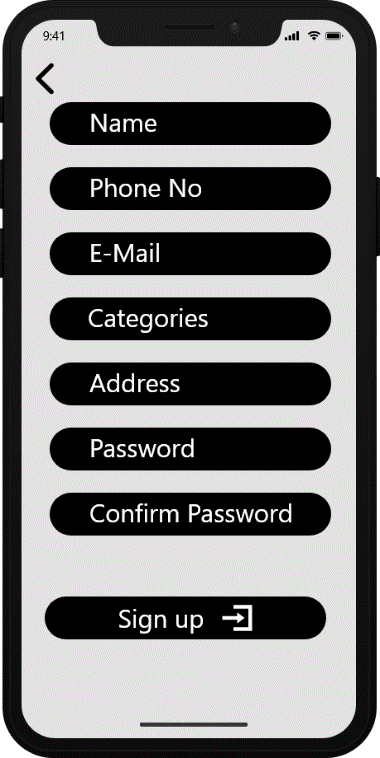 9:41
Name
Phone No
E-Mail
Categories
Address
Password
Confirm Password
Sign up